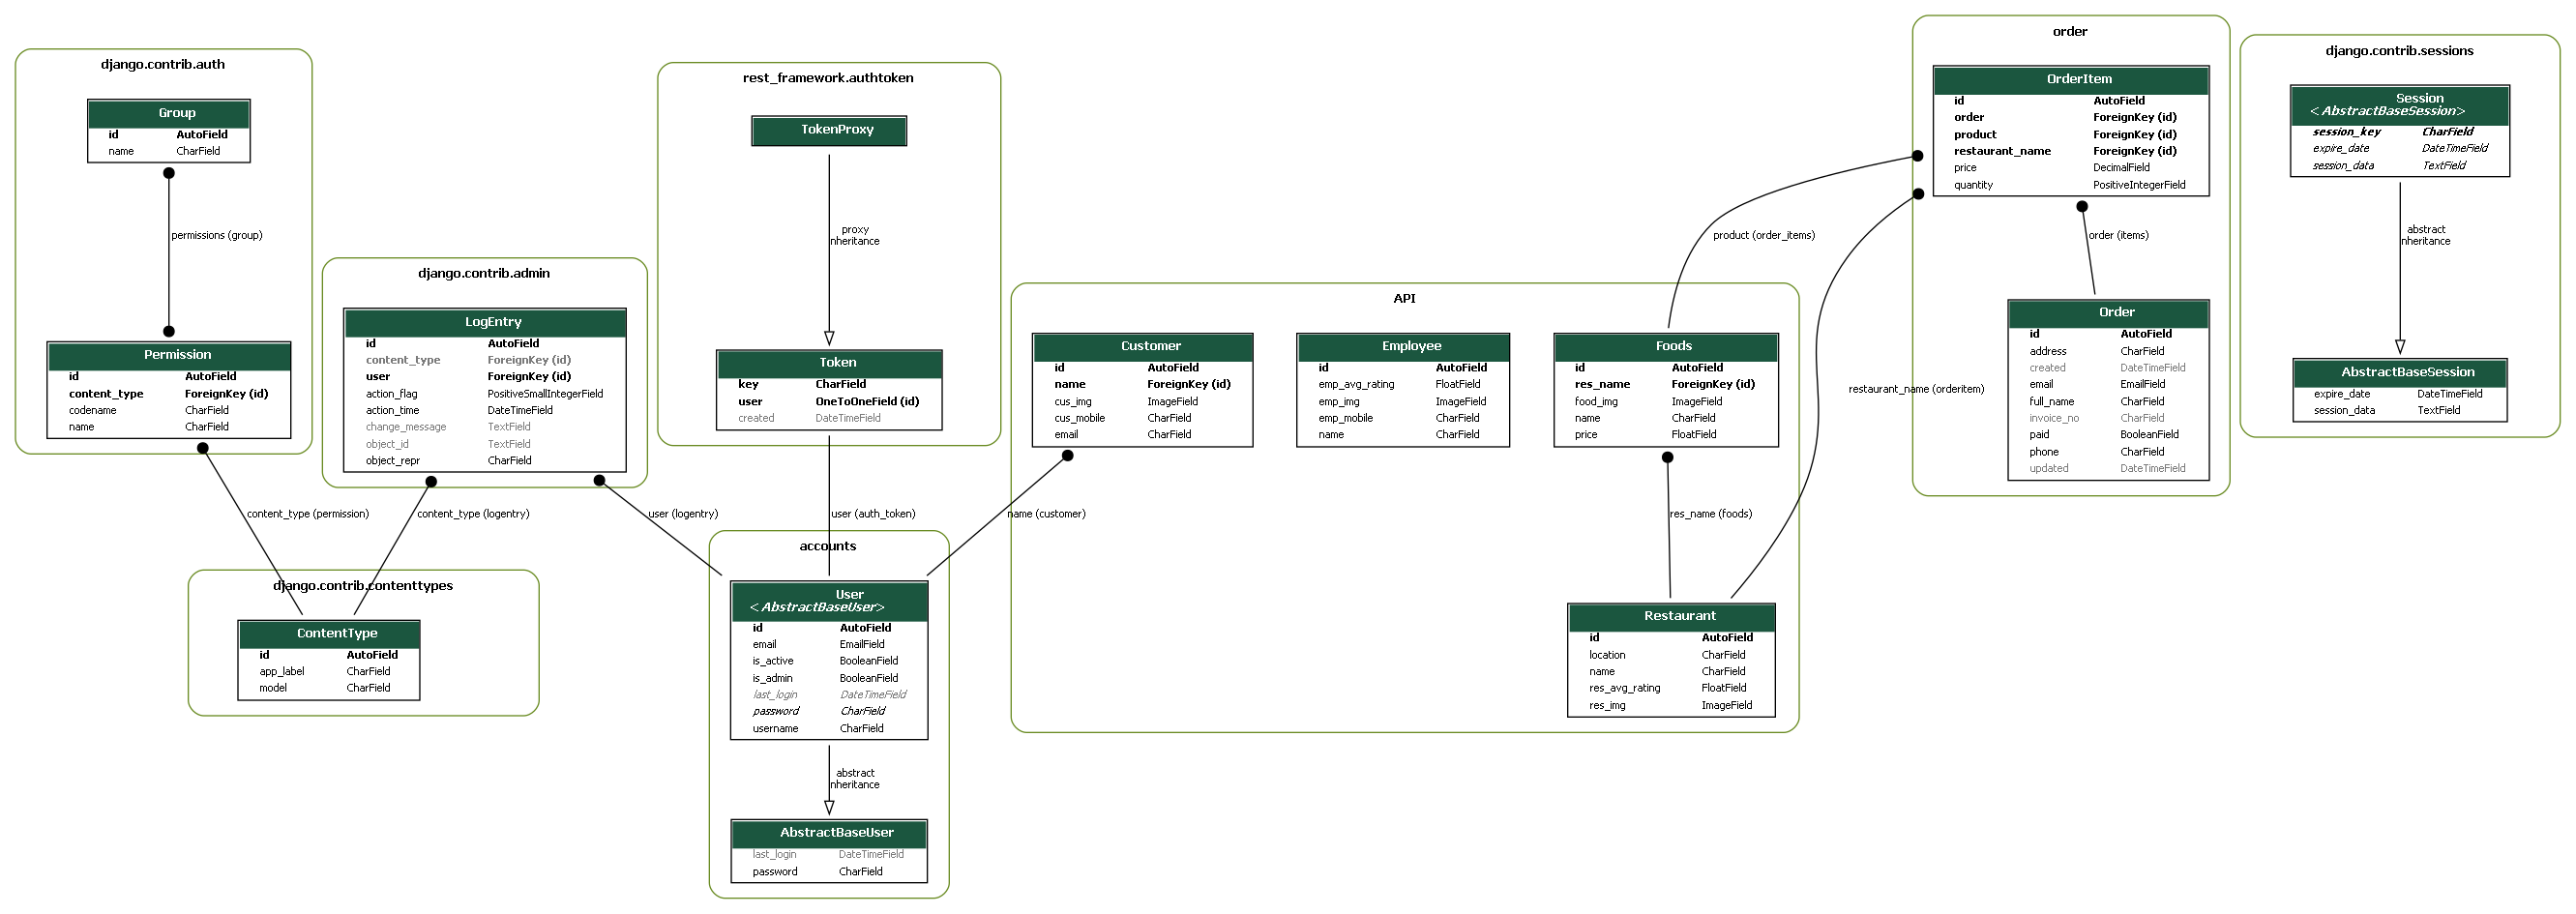 django.contrib.auth
Group
id AutoField
name CharField
permissions (group)
Permission
id AutoField
content_type ForeignKey (id)
codename CharField
name CharField
content_type (permission)
django.contrib.admin
LogEntry
id AutoField
content_type ForeignKey (id)
user ForeignKey (id)
action_flag PositiveSmallIntegerField
action_time DateTimeField
change_message TextField
object_id TextField
object_repr CharField
content_type (logentry)
user (logentry)
django.contrib.contenttypes
ContentType
id AutoField
app_label CharField
model CharField
rest_framework.authtoken
TokenProxy
proxy
nheritance
Token
key CharField
user OneToOneField (id)
created DateTimeField
user (auth_token)
accounts
User
<AbstractBaseUser>
id AutoField
email EmailField
is_active BooleanField
is_admin BooleanField
last_login DateTimeField
password CharField
username CharField
abstract
nheritance
AbstractBaseUser
last_login DateTimeField
password CharField
API
Customer
id AutoField
name ForeignKey (id)
cus_img ImageField
cus_mobile CharField
email CharField
name (customer)
Employee
id AutoField
emp_avg_rating FloatField
emp_img ImageField
emp_mobile CharField
name CharField
Foods
id AutoField
res_name ForeignKey (id)
food_img ImageField
name CharField
price FloatField
res_name (foods)
Restaurant
id AutoField
location CharField
name CharField
res_avg_rating FloatField
res_img ImageField
product (order_items)
restaurant_name (orderitem)
order
OrderItem
id AutoField
order ForeignKey (id)
product ForeignKey (id)
restaurant_name ForeignKey (id)
price DecimalField
quantity PositiveIntegerField
order (items)
Order
id AutoField
address CharField
created DateTimeField
email EmailField
full_name CharField
invoice_no CharField
paid BooleanField
phone CharField
updated DateTimeField
django.contrib.sessions
Session
<AbstractBaseSession>
session_key CharField
expire_date DateTimeField
session_data TextField
abstract
nheritance
AbstractBaseSession
expire_date DateTimeField
session_data TextField